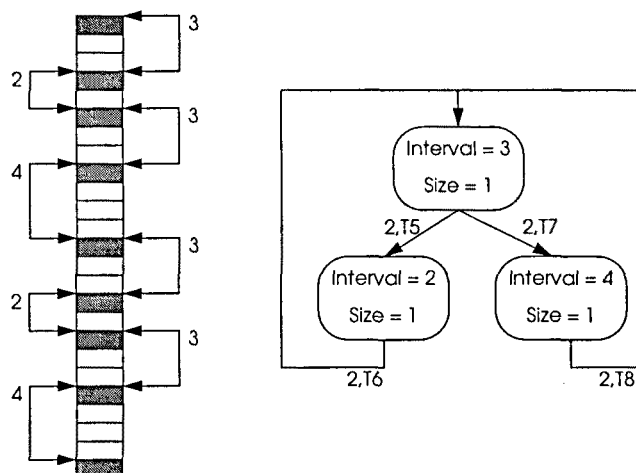 3
2
3
4
3
2
3
4
Interval = 3
Size = 1
2,T5
2,T7
Interval = 2
Size = 1
Interval = 4
Size = 1
2,T6
2,T8